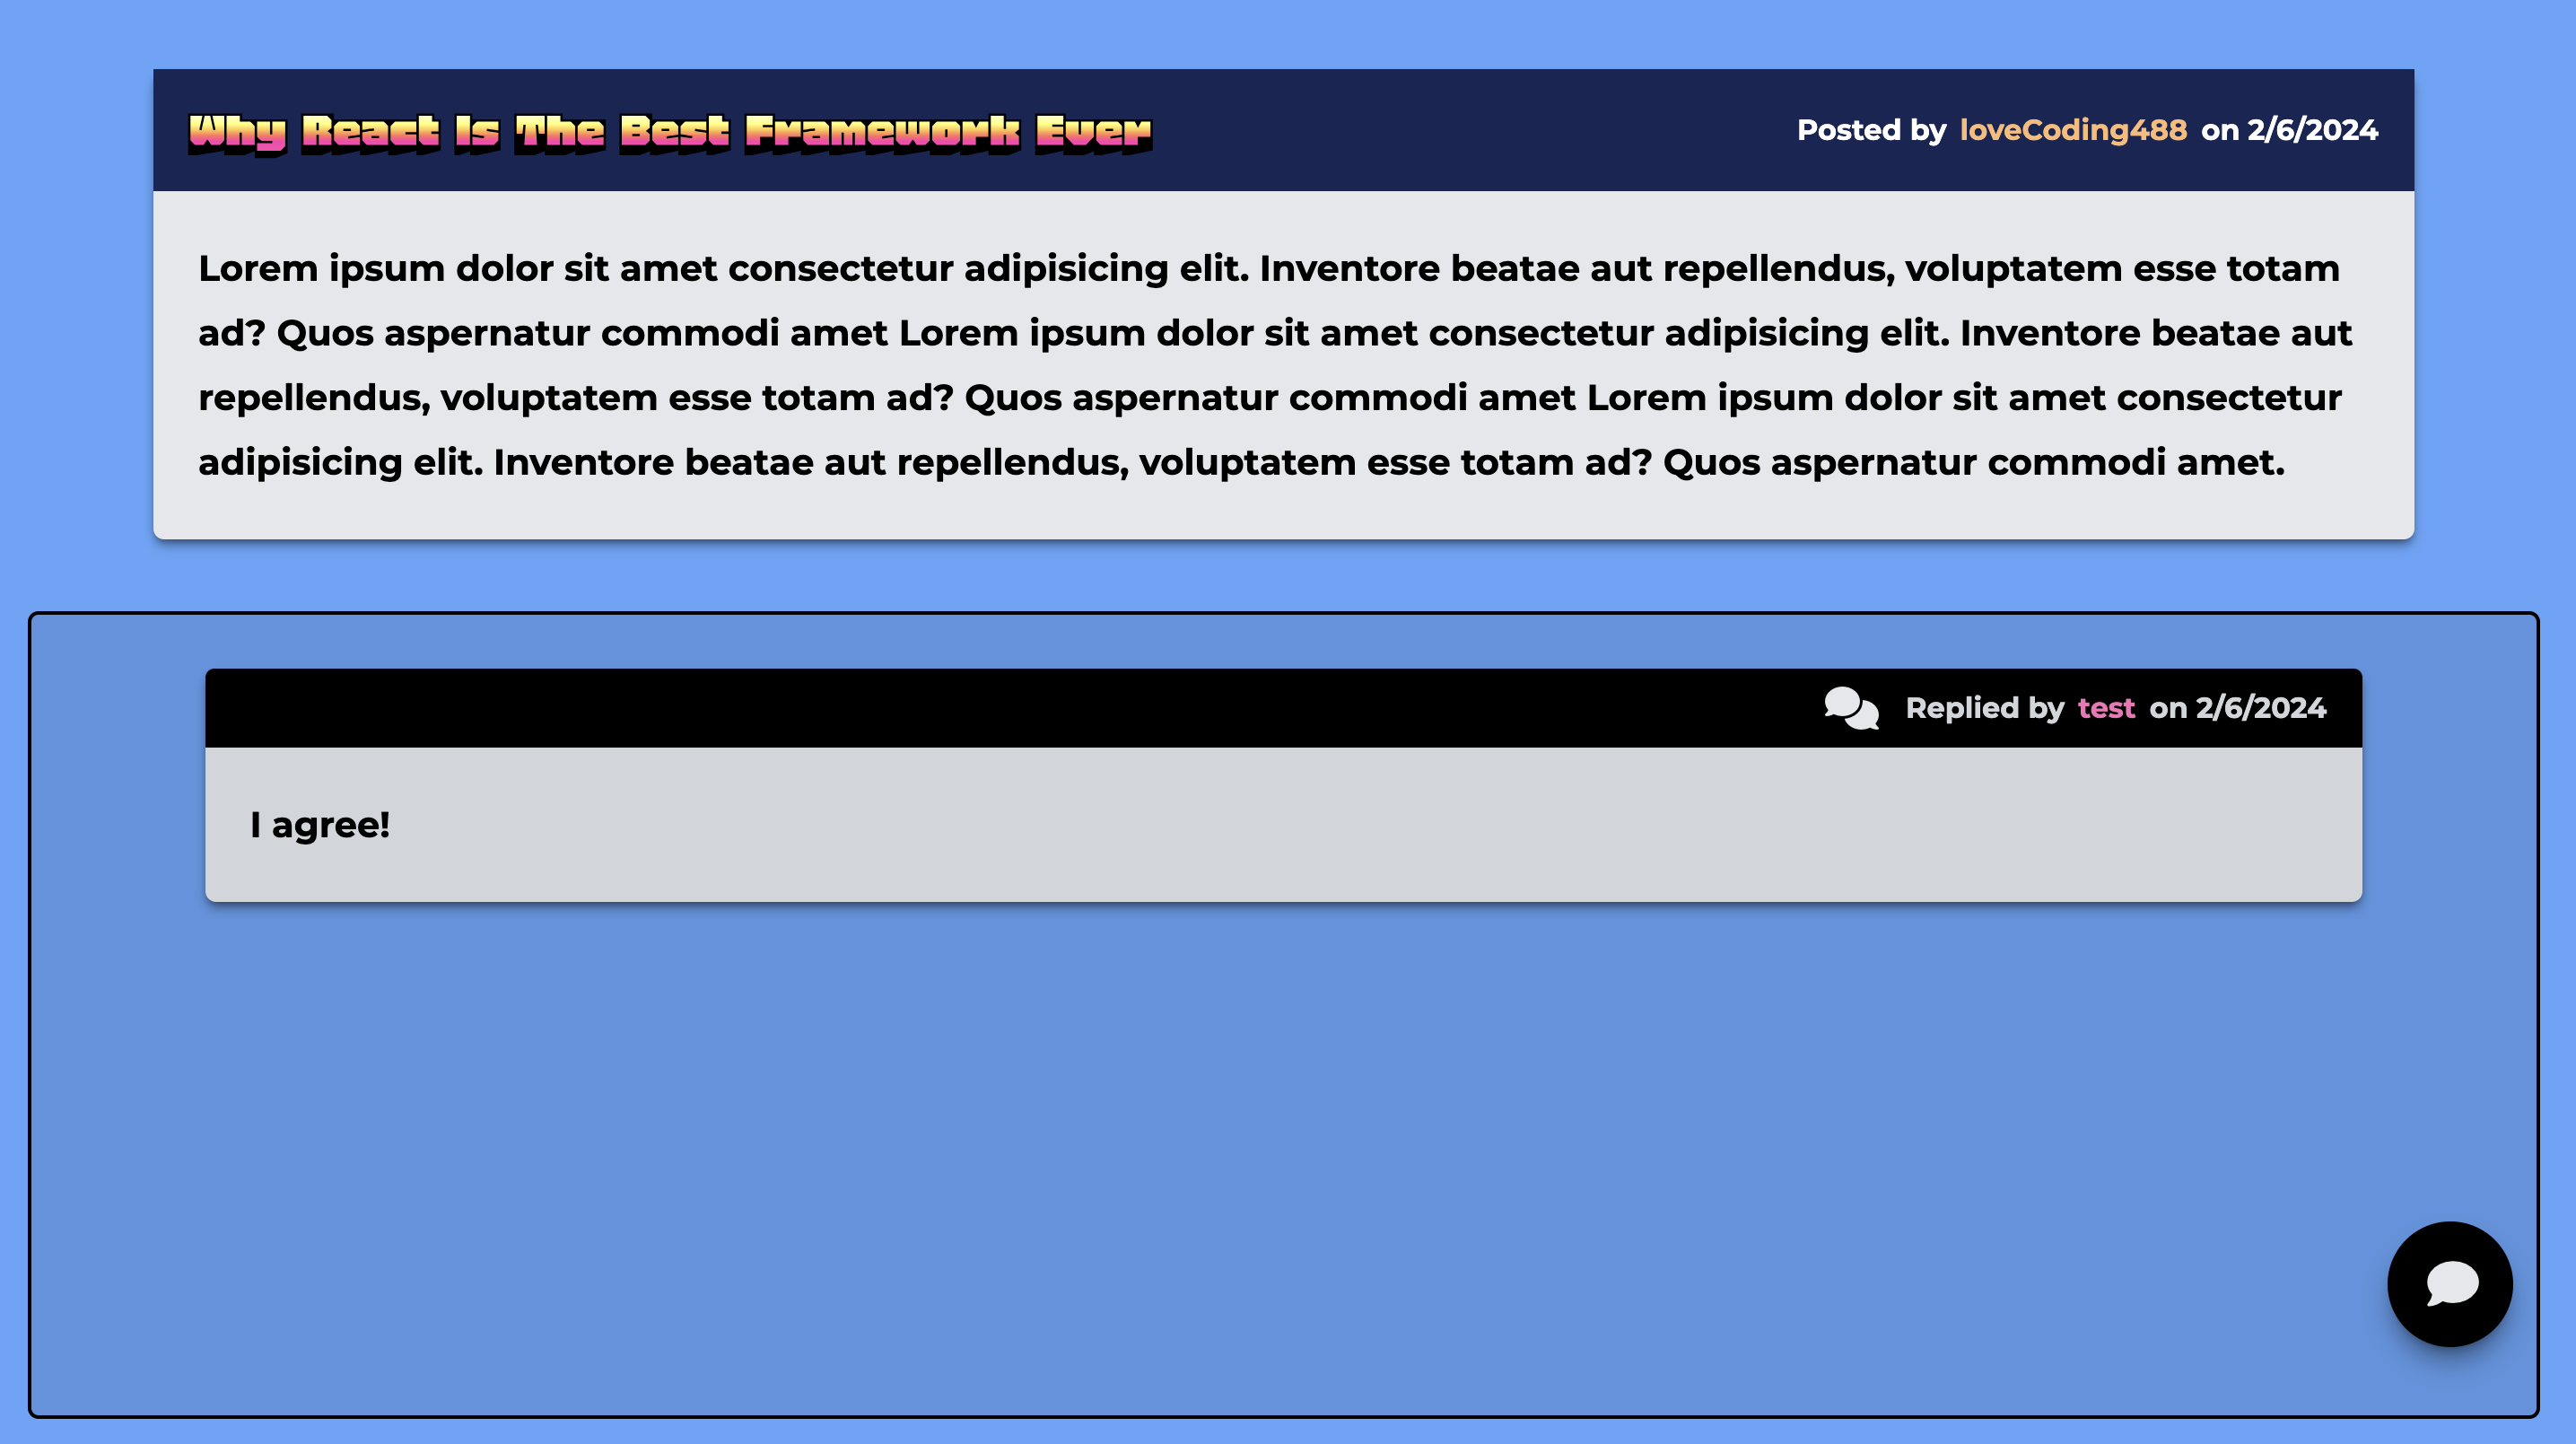 Why React Is The Best Framework Ever
Posted by loveCoding488 on 2/6/2024
Lorem ipsum dolor sit amet consectetur adipisicing elit. Inventore beatae aut repellendus, voluptatem esse totam
ad? Quos aspernatur commodi amet Lorem ipsum dolor sit amet consectetur adipisicing elit. Inventore beatae aut
repellendus, voluptatem esse totam ad? Quos aspernatur commodi amet Lorem ipsum dolor sit amet consectetur
adipisicing elit. Inventore beatae aut repellendus, voluptatem esse totam ad? Quos aspernatur commodi amet.
Replied by test on 2/6/2024
I agree!